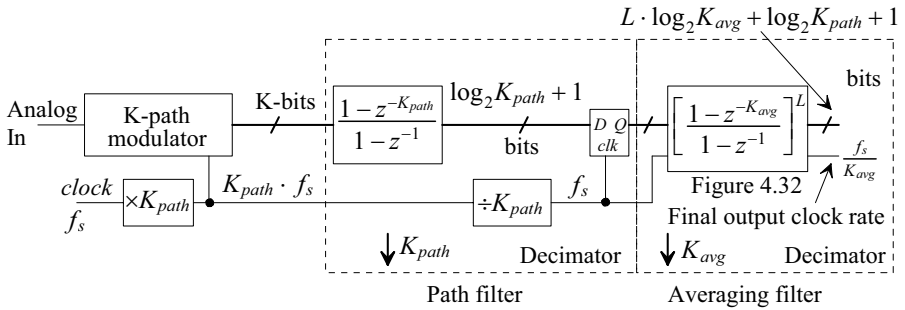 L · log₂K_avg + log₂K_path + 1
bits
Analog
In
K-path
modulator
K-bits
1 − z^{−K_path}
1 − z^{−1}
log₂K_path + 1
bits
D Q
clk
[ 1 − z^{−K_avg}
1 − z^{−1} ]^L
Figure 4.32
f_s
K_avg
clock
f_s
×K_path
K_path · f_s
÷K_path
f_s
Final output clock rate
K_path
Decimator
K_avg
Decimator
Path filter
Averaging filter